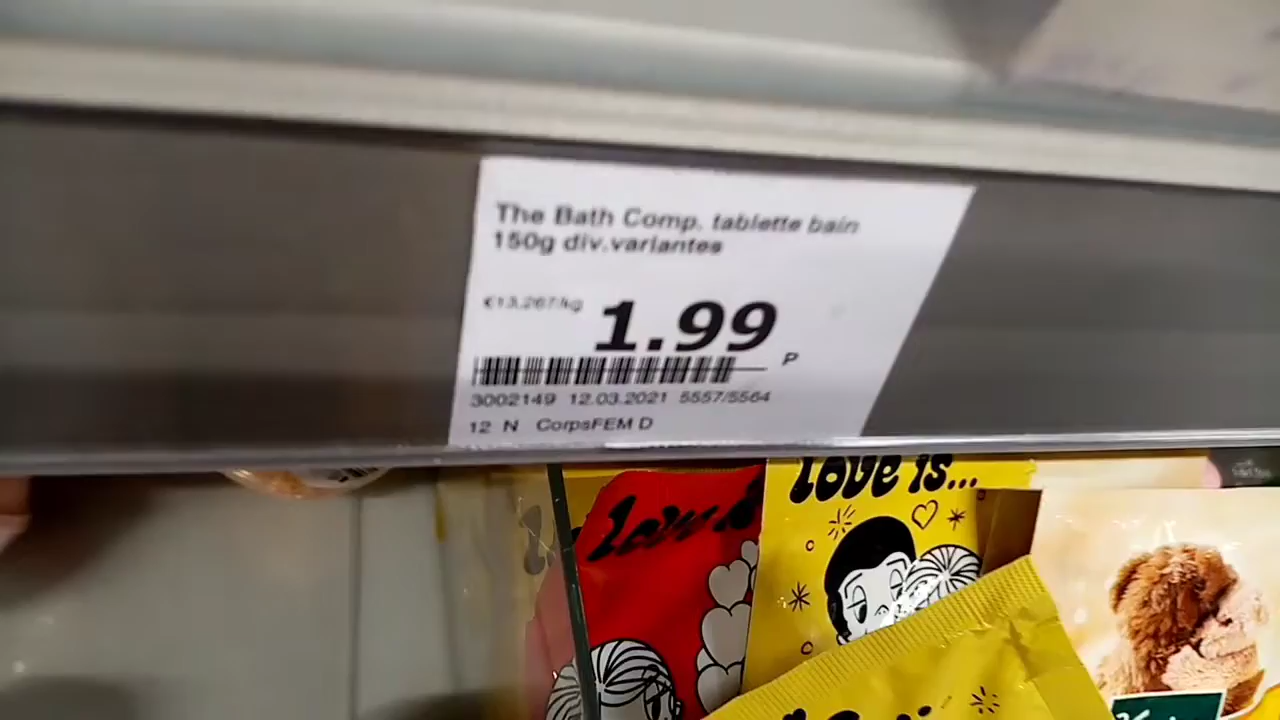 The Bath Comp. tablette bain
150g div.variantes
€13.267/kg
1.99
P
3002149 12.03.2021 5557/5564
12 N CorpsFEM D
LOVE iS...